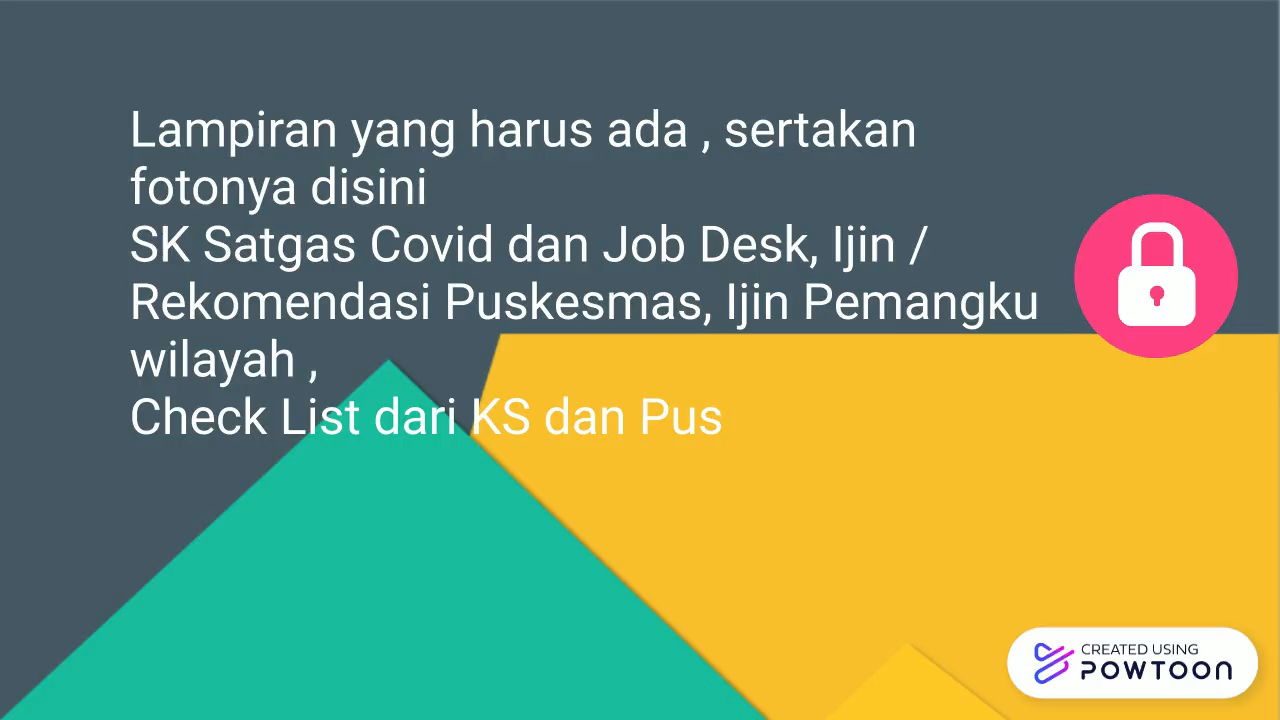 Lampiran yang harus ada , sertakan
fotonya disini
SK Satgas Covid dan Job Desk, Ijin /
Rekomendasi Puskesmas, Ijin Pemangku
wilayah ,
Check List dari KS dan Pus
CREATED USING
POWTOON